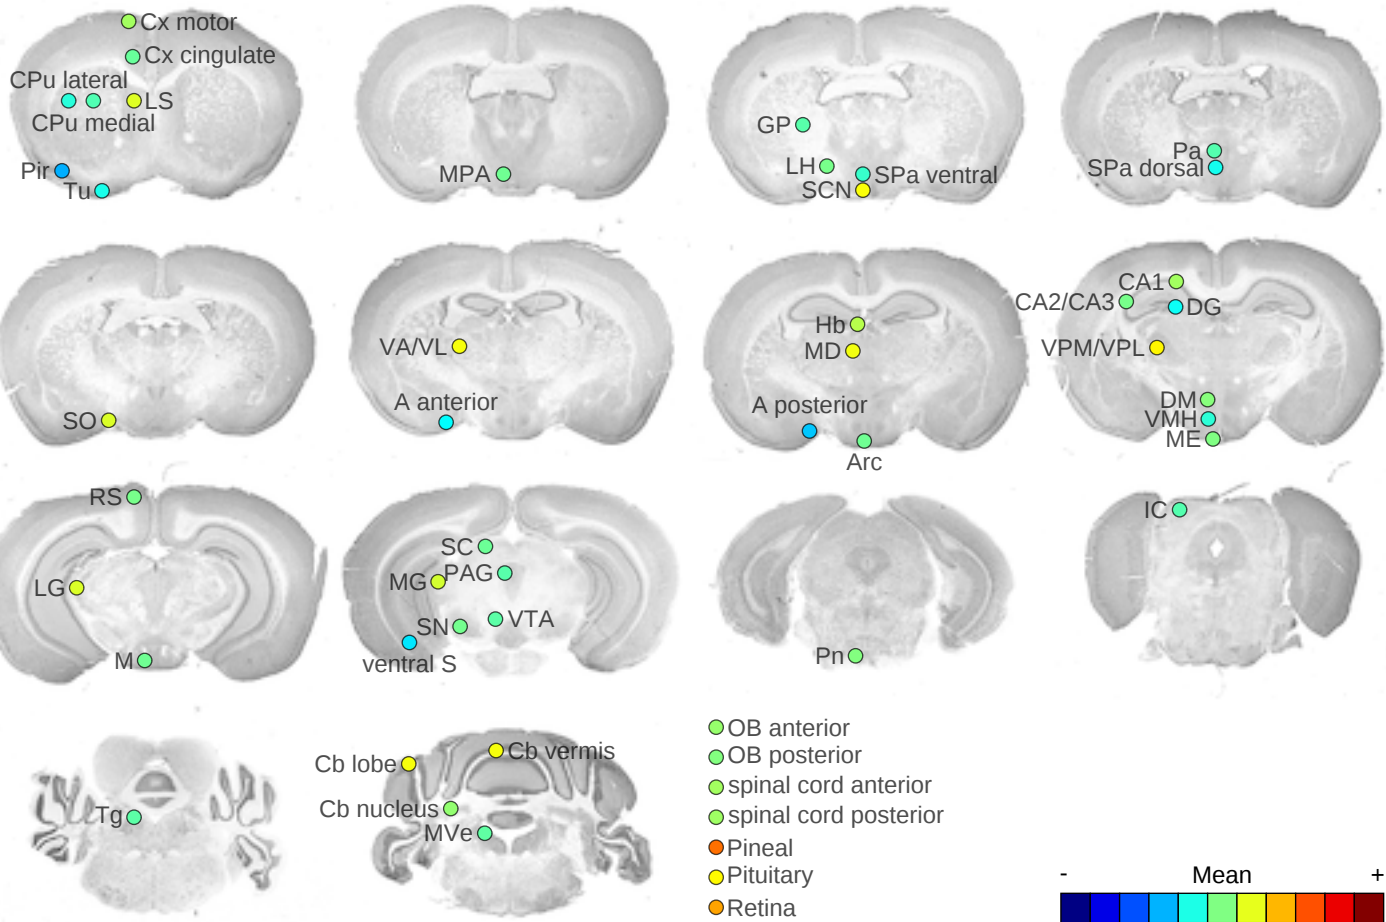 Cx motor
Cx cingulate
CPu lateral
LS
CPu medial
Pir
Tu
MPA
GP
LH
SPa ventral
SCN
Pa
SPa dorsal
SO
VA/VL
A anterior
Hb
MD
A posterior
Arc
CA1
CA2/CA3
DG
VPM/VPL
DM
VMH
ME
RS
LG
M
SC
PAG
MG
SN
VTA
ventral S
Pn
IC
Tg
Cb lobe
Cb vermis
Cb nucleus
MVe
OB anterior
OB posterior
spinal cord anterior
spinal cord posterior
Pineal
Pituitary
Retina
- Mean +